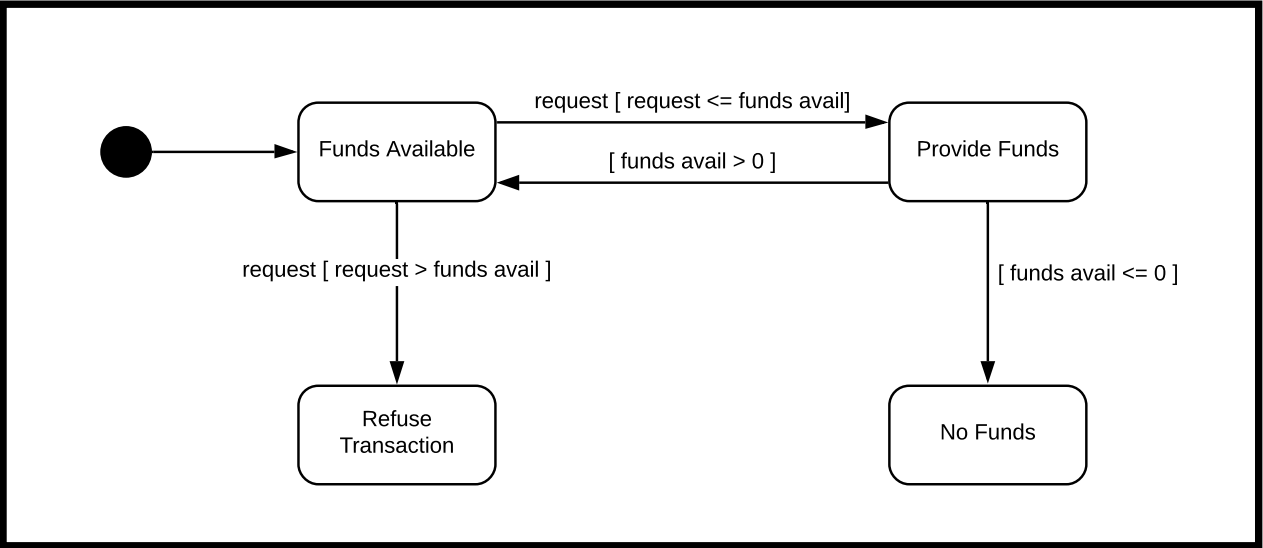 request [ request <= funds avail]
Funds Available
Provide Funds
[ funds avail > 0 ]
request [ request > funds avail ]
[ funds avail <= 0 ]
Refuse
Transaction
No Funds